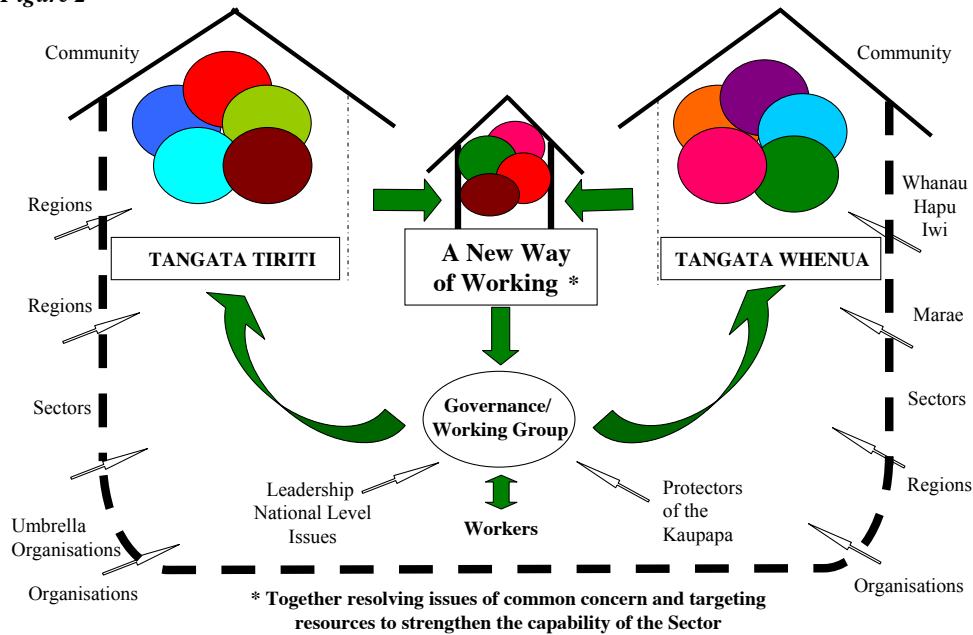 Figure 2
Community
Community
Regions
Whanau
Hapu
Iwi
TANGATA TIRITI
A New Way
of Working *
TANGATA WHENUA
Regions
Marae
Sectors
Governance/
Working Group
Sectors
Leadership
National Level
Issues
Workers
Protectors
of the
Kaupapa
Regions
Umbrella
Organisations
Organisations
Organisations
* Together resolving issues of common concern and targeting
resources to strengthen the capability of the Sector